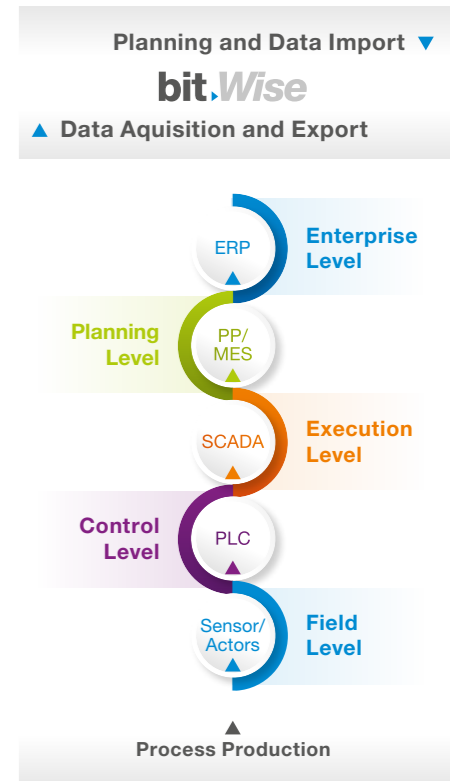 Planning and Data Import
bit.Wise
Data Aquisition and Export
ERP
Enterprise
Level
Planning
Level
PP/
MES
SCADA
Execution
Level
Control
Level
PLC
Sensor/
Actors
Field
Level
Process Production